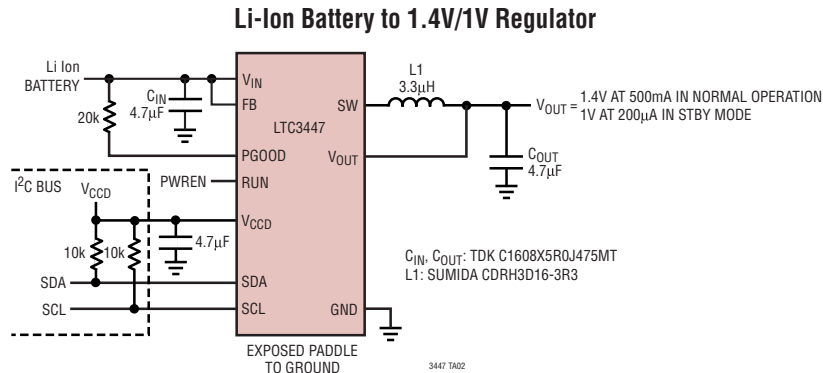 Li-Ion Battery to 1.4V/1V Regulator
Li Ion
BATTERY
20k
C_IN
4.7µF
V_IN
FB
LTC3447
PGOOD
RUN
V_CCD
SDA
SCL
SW
V_OUT
GND
L1
3.3µH
V_OUT = 1.4V AT 500mA IN NORMAL OPERATION
1V AT 200µA IN STBY MODE
C_OUT
4.7µF
PWREN
I²C BUS
V_CCD
10k
10k
4.7µF
SDA
SCL
C_IN, C_OUT: TDK C1608X5R0J475MT
L1: SUMIDA CDRH3D16-3R3
EXPOSED PADDLE
TO GROUND
3447 TA02